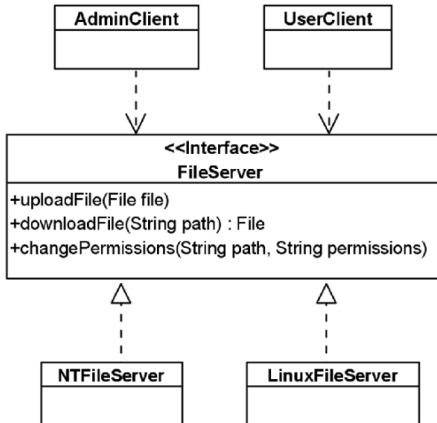 AdminClient
UserClient
<<Interface>>
FileServer
+uploadFile(File file)
+downloadFile(String path) : File
+changePermissions(String path, String permissions)
NTFileServer
LinuxFileServer